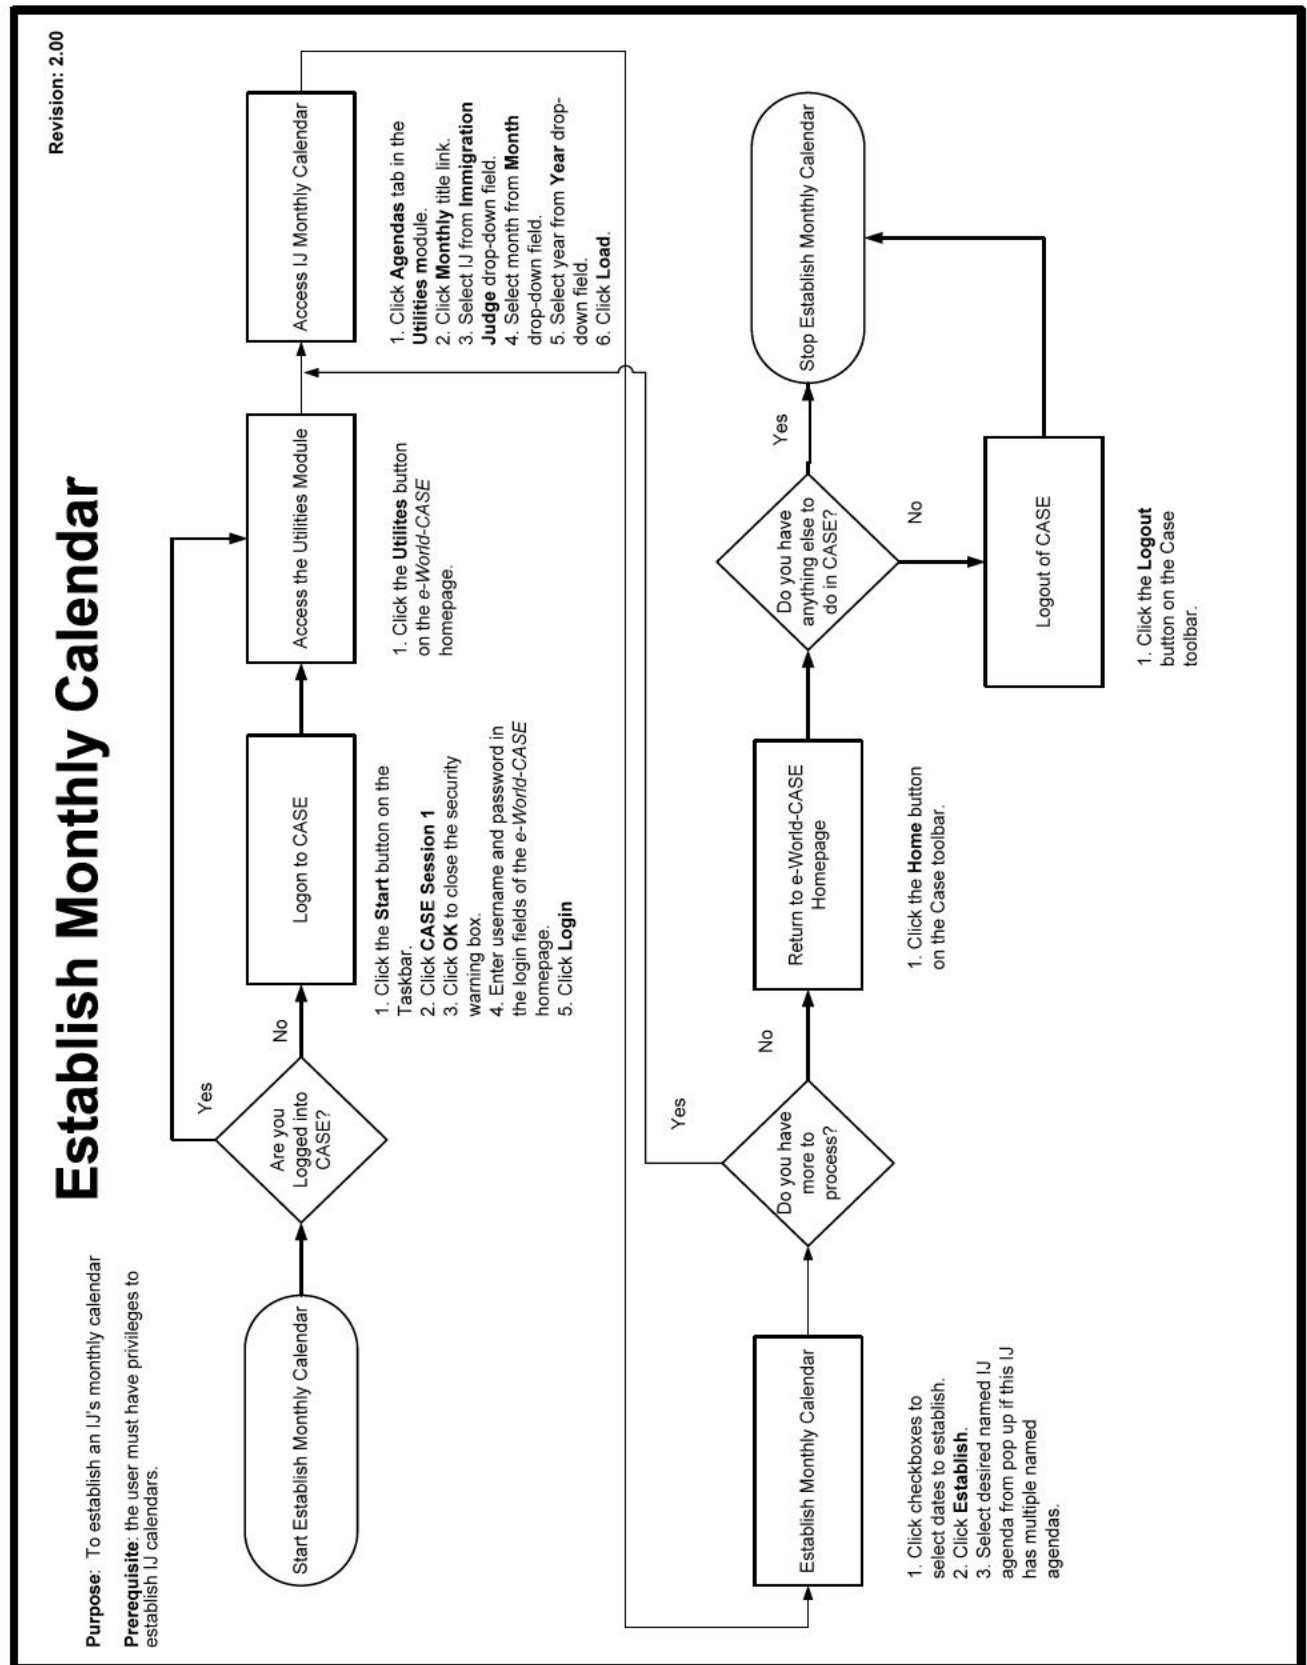 Establish Monthly Calendar
Revision: 2.00
Purpose: To establish an IJ's monthly calendar
Prerequisite: the user must have privileges to
establish IJ calendars.
Start Establish Monthly Calendar
Are you
Logged into
CASE?
Yes
No
Logon to CASE
1. Click the Start button on the
Taskbar.
2. Click CASE Session 1
3. Click OK to close the security
warning box.
4. Enter username and password in
the login fields of the e-World-CASE
homepage.
5. Click Login
Access the Utilities Module
1. Click the Utilites button
on the e-World-CASE
homepage.
Access IJ Monthly Calendar
1. Click Agendas tab in the
Utilities module.
2. Click Monthly title link.
3. Select IJ from Immigration
Judge drop-down field.
4. Select month from Month
drop-down field.
5. Select year from Year drop-
down field.
6. Click Load.
Establish Monthly Calendar
1. Click checkboxes to
select dates to establish.
2. Click Establish.
3. Select desired named IJ
agenda from pop up if this IJ
has multiple named
agendas.
Do you have
more to
process?
Yes
No
Return to e-World-CASE
Homepage
1. Click the Home button
on the Case toolbar.
Do you have
anything else to
do in CASE?
Yes
No
Stop Establish Monthly Calendar
Logout of CASE
1. Click the Logout
button on the Case
toolbar.